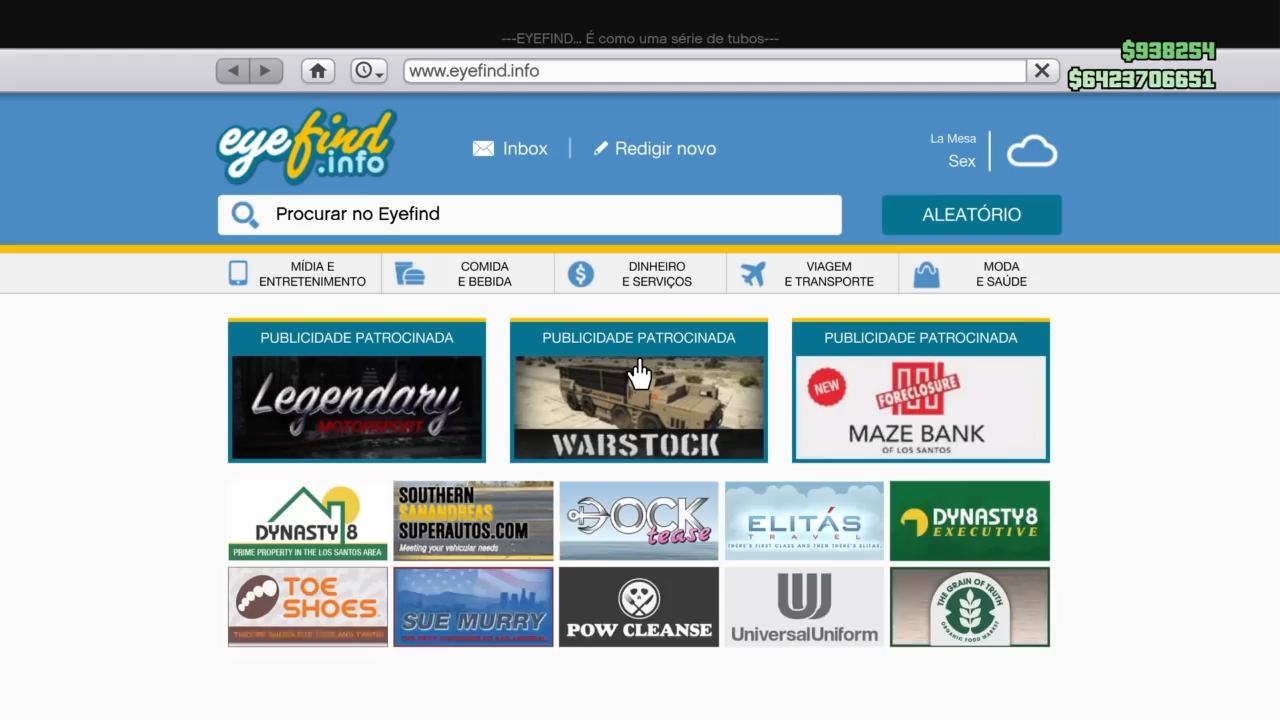 ---EYEFIND... É como uma série de tubos---
$938254
www.eyefind.info
$6423706651
eyefind
.info
Inbox
Redigir novo
La Mesa
Sex
Procurar no Eyefind
ALEATÓRIO
MÍDIA E
ENTRETENIMENTO
COMIDA
E BEBIDA
DINHEIRO
E SERVIÇOS
VIAGEM
E TRANSPORTE
MODA
E SAÚDE
PUBLICIDADE PATROCINADA
Legendary
MOTORSPORT
PUBLICIDADE PATROCINADA
WARSTOCK
PUBLICIDADE PATROCINADA
NEW
FORECLOSURE
MAZE BANK
OF LOS SANTOS
DYNASTY 8
PRIME PROPERTY IN THE LOS SANTOS AREA
SOUTHERN
SANANDREAS
SUPERAUTOS.COM
Meeting your vehicular needs
DOCK
tease
ELITÁS
TRAVEL
THERE'S FIRST CLASS AND THEN THERE'S ELITAS
DYNASTY 8
EXECUTIVE
TOE
SHOES
SUE MURRY
POW CLEANSE
UniversalUniform
THE GRAIN OF TRUTH
ORGANIC FOOD MARKET